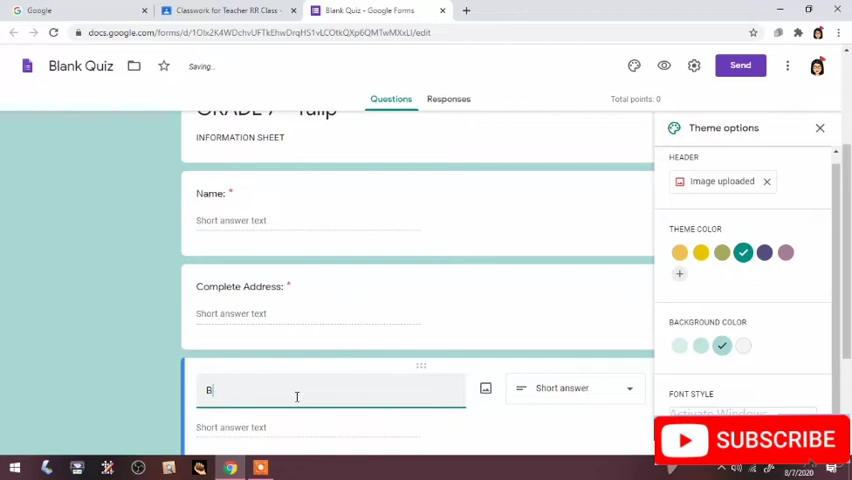 Google
Classwork for Teacher RR Class
Blank Quiz - Google Forms
docs.google.com/forms/d/1OIx2K4WDchvUFTkEhwDrqHS1vLCOtkQXp6QMTwMXxLI/edit
Blank Quiz
Saving...
Send
Questions
Responses
Total points: 0
GRADE 7 - Tulip
INFORMATION SHEET
Name: *
Short answer text
Complete Address: *
Short answer text
B
Short answer
Short answer text
Theme options
HEADER
Image uploaded
THEME COLOR
BACKGROUND COLOR
FONT STYLE
Activate Windows
SUBSCRIBE
8/7/2020